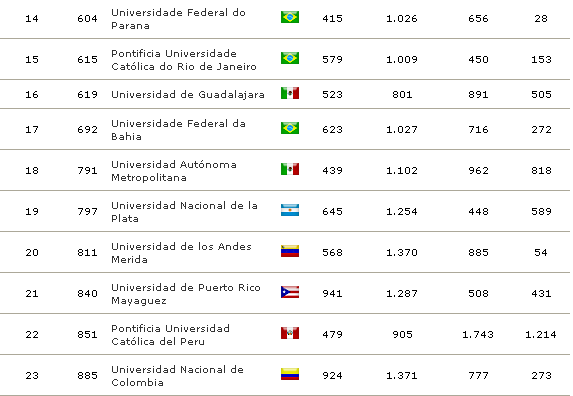 14 604 Universidade Federal do Parana 415 1.026 656 28
15 615 Pontificia Universidade Católica do Rio de Janeiro 579 1.009 450 153
16 619 Universidad de Guadalajara 523 801 891 505
17 692 Universidade Federal da Bahia 623 1.027 716 272
18 791 Universidad Autónoma Metropolitana 439 1.102 962 818
19 797 Universidad Nacional de la Plata 645 1.254 448 589
20 811 Universidad de los Andes Merida 568 1.370 885 54
21 840 Universidad de Puerto Rico Mayaguez 941 1.287 508 431
22 851 Pontificia Universidad Católica del Peru 479 905 1.743 1.214
23 885 Universidad Nacional de Colombia 924 1.371 777 273